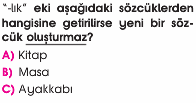 "-lık" eki aşağıdaki sözcüklerden
hangisine getirilirse yeni bir söz-
cük oluşturmaz?
A) Kitap
B) Masa
C) Ayakkabı